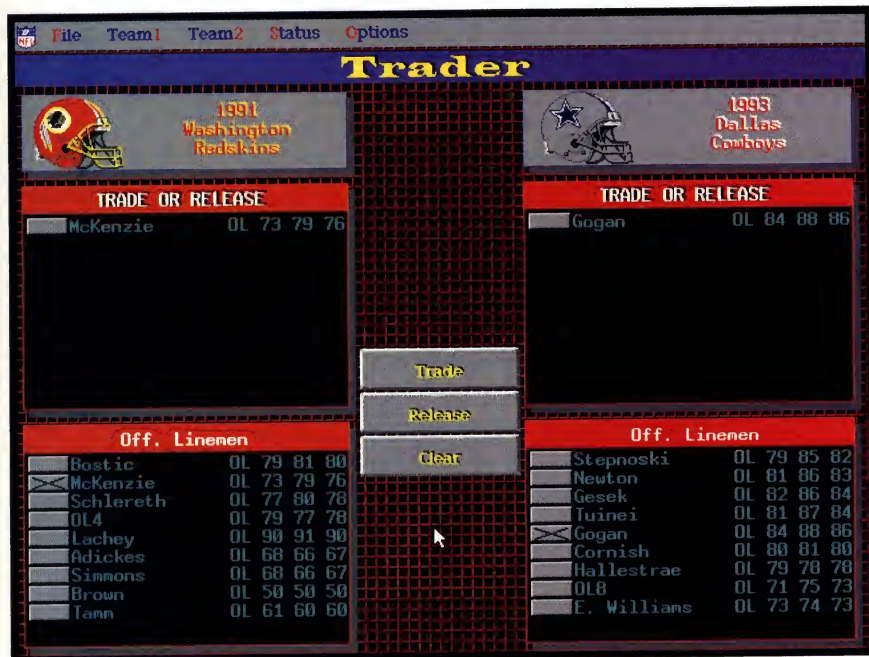 File Team1 Team2 Status Options
Trader
1991
Washington
Redskins
TRADE OR RELEASE
McKenzie OL 73 79 76
Off. Linemen
Bostic OL 79 81 80
McKenzie OL 73 79 76
Schlereth OL 77 80 78
OL4 OL 79 77 78
Lachey OL 90 91 90
Adickes OL 68 66 67
Simmons OL 68 66 67
Brown OL 50 50 50
Tamm OL 61 60 60
Trade
Release
Clear
1993
Dallas
Cowboys
TRADE OR RELEASE
Gogan OL 84 88 86
Off. Linemen
Stepnoski OL 79 85 82
Newton OL 81 86 83
Gesek OL 82 86 84
Tuinei OL 81 87 84
Gogan OL 84 88 86
Cornish OL 80 81 80
Hallestrae OL 79 78 78
OL8 OL 71 75 73
E. Williams OL 73 74 73
NFL